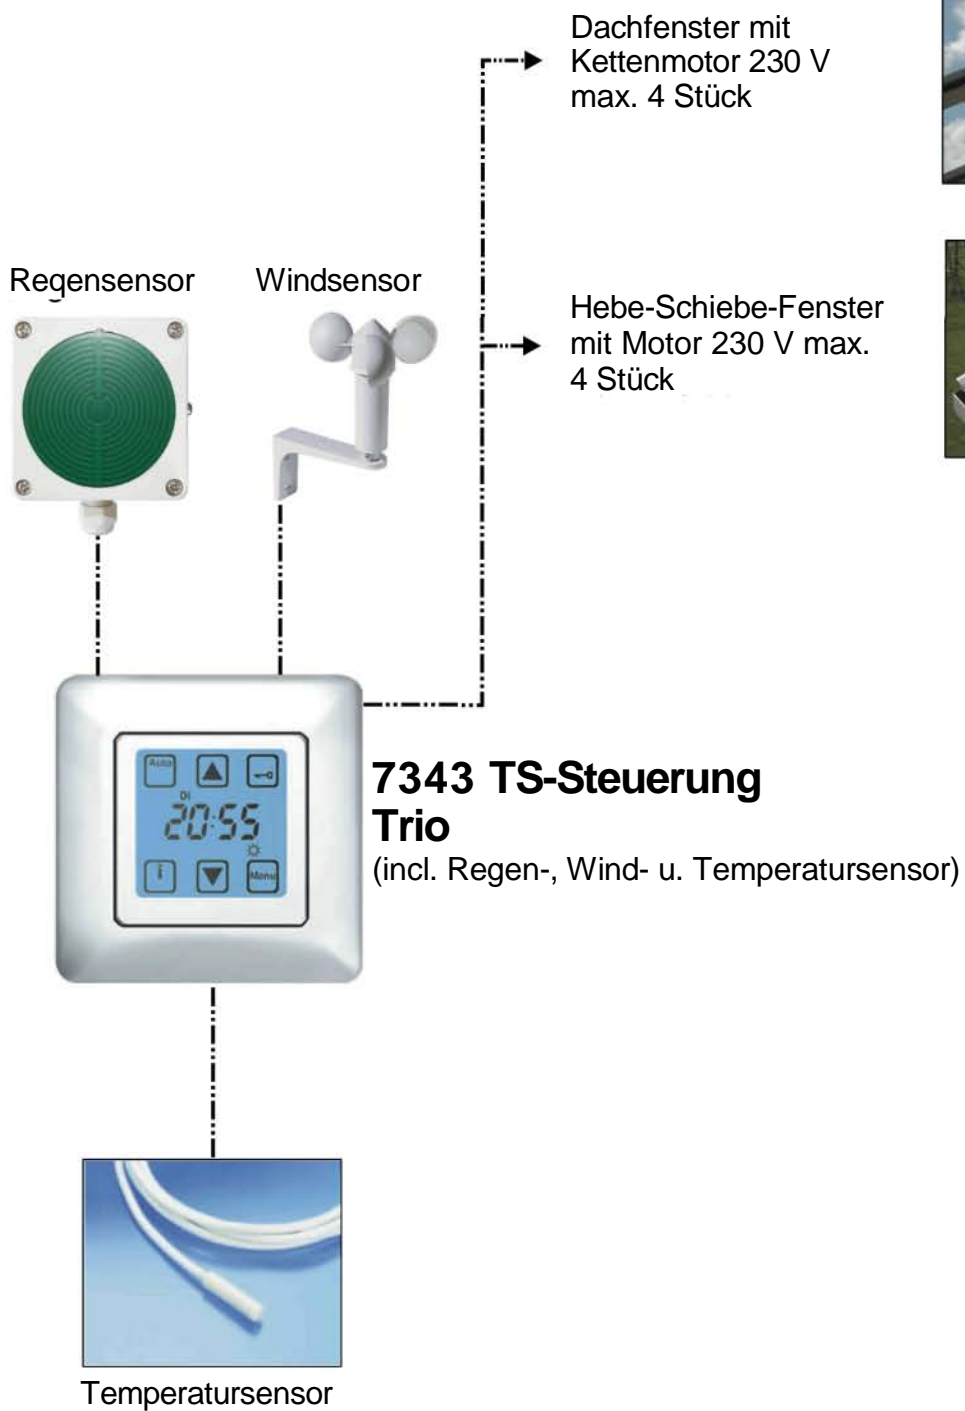 Dachfenster mit
Kettenmotor 230 V
max. 4 Stück
Regensensor
Windsensor
Hebe-Schiebe-Fenster
mit Motor 230 V max.
4 Stück
Auto
DI
20:55
i
Menu
7343 TS-Steuerung
Trio
(incl. Regen-, Wind- u. Temperatursensor)
Temperatursensor